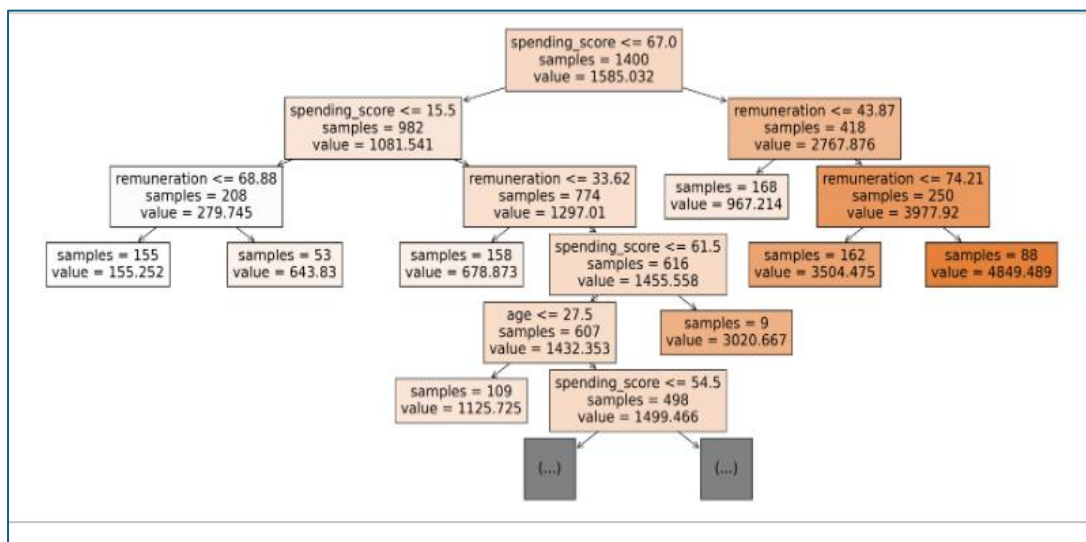 spending_score <= 67.0
samples = 1400
value = 1585.032
spending_score <= 15.5
samples = 982
value = 1081.541
remuneration <= 43.87
samples = 418
value = 2767.876
remuneration <= 68.88
samples = 208
value = 279.745
remuneration <= 33.62
samples = 774
value = 1297.01
samples = 168
value = 967.214
remuneration <= 74.21
samples = 250
value = 3977.92
samples = 155
value = 155.252
samples = 53
value = 643.83
samples = 158
value = 678.873
spending_score <= 61.5
samples = 616
value = 1455.558
samples = 162
value = 3504.475
samples = 88
value = 4849.489
age <= 27.5
samples = 607
value = 1432.353
samples = 9
value = 3020.667
samples = 109
value = 1125.725
spending_score <= 54.5
samples = 498
value = 1499.466
(...)
(...)